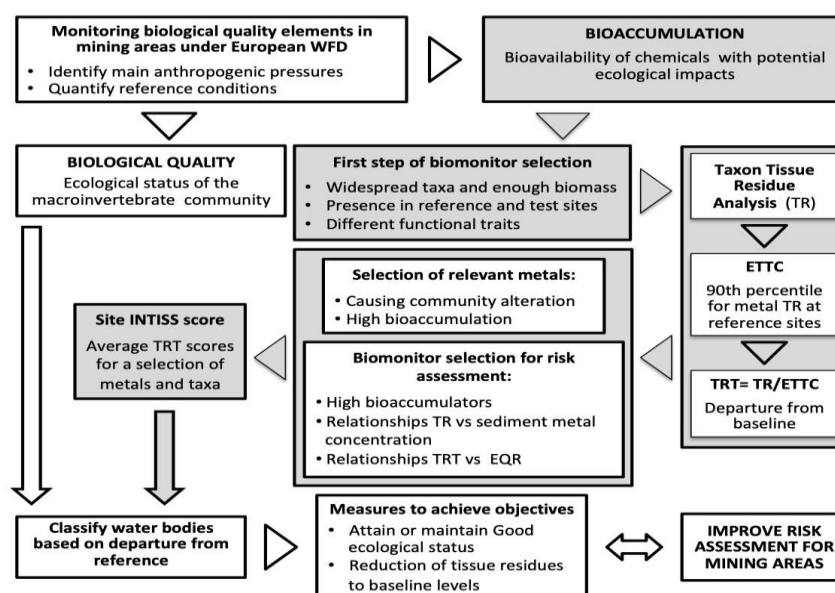 Monitoring biological quality elements in
mining areas under European WFD
• Identify main anthropogenic pressures
• Quantify reference conditions
BIOACCUMULATION
Bioavailability of chemicals with potential
ecological impacts
BIOLOGICAL QUALITY
Ecological status of the
macroinvertebrate community
First step of biomonitor selection
• Widespread taxa and enough biomass
• Presence in reference and test sites
• Different functional traits
Taxon Tissue
Residue
Analysis (TR)
ETTC
90th percentile
for metal TR at
reference sites
TRT= TR/ETTC
Departure from
baseline
Selection of relevant metals:
• Causing community alteration
• High bioaccumulation
Biomonitor selection for risk
assessment:
• High bioaccumulators
• Relationships TR vs sediment metal
concentration
• Relationships TRT vs EQR
Site INTISS score
Average TRT scores
for a selection of
metals and taxa
Classify water bodies
based on departure from
reference
Measures to achieve objectives
• Attain or maintain Good
ecological status
• Reduction of tissue residues
to baseline levels
IMPROVE RISK
ASSESSMENT FOR
MINING AREAS